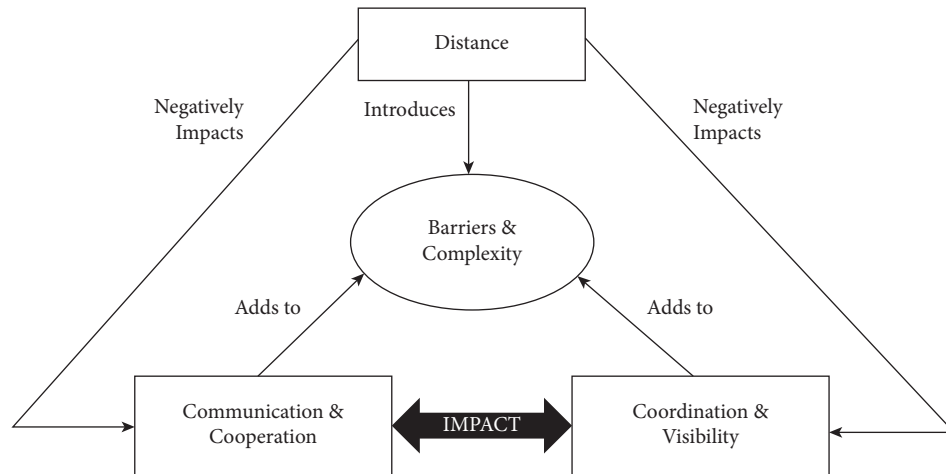 Distance
Negatively
Impacts
Introduces
Negatively
Impacts
Barriers &
Complexity
Adds to
Adds to
Communication &
Cooperation
IMPACT
Coordination &
Visibility